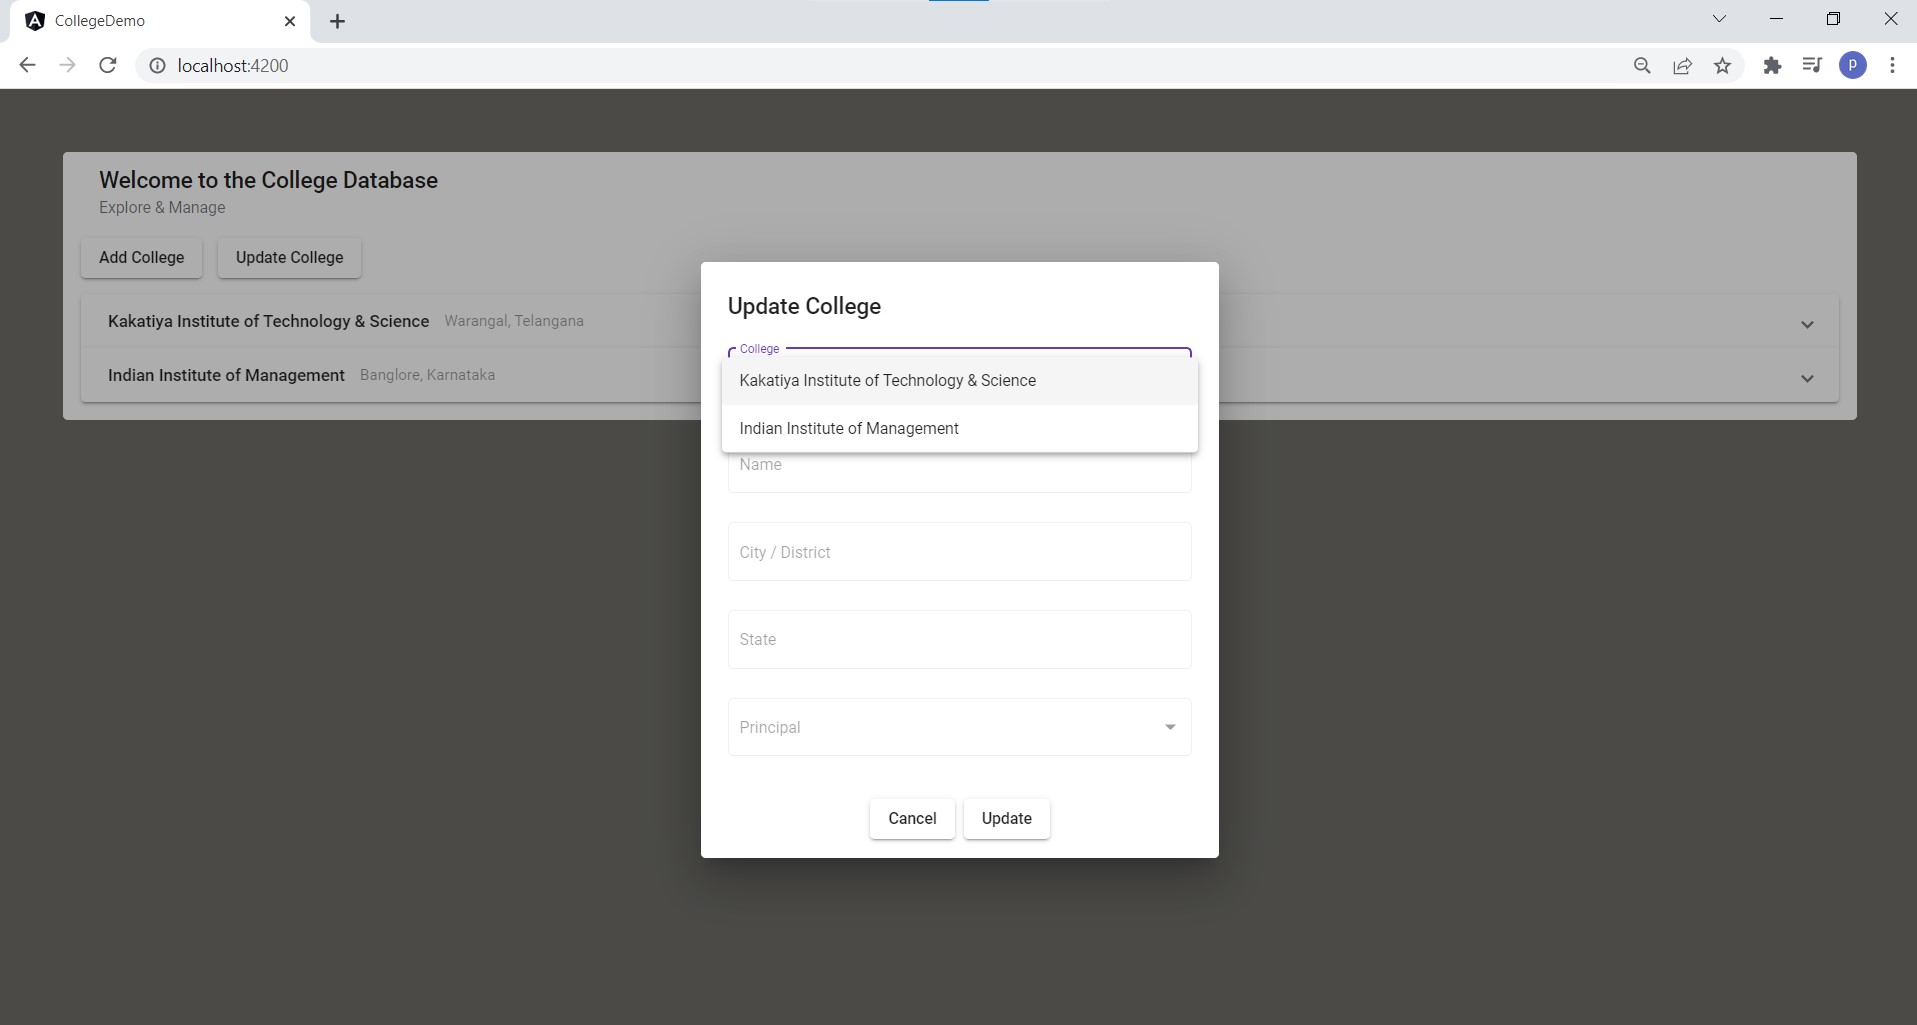 CollegeDemo
localhost:4200
P
Welcome to the College Database
Explore & Manage
Add College
Update College
Kakatiya Institute of Technology & Science Warangal, Telangana
Indian Institute of Management Banglore, Karnataka
Update College
College
Kakatiya Institute of Technology & Science
Indian Institute of Management
Name
City / District
State
Principal
Cancel
Update